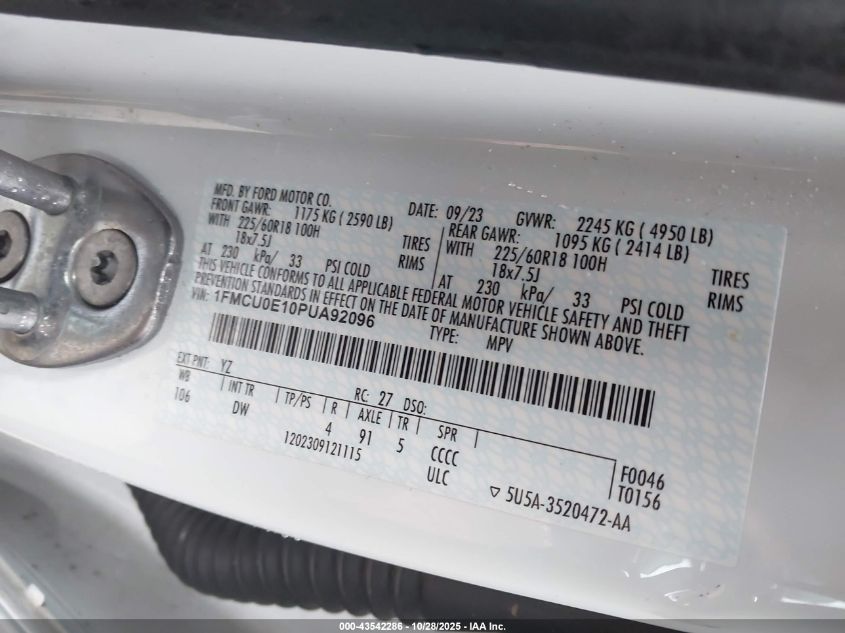 MFD. BY FORD MOTOR CO. DATE: 09/23 GVWR: 2245 KG ( 4950 LB)
FRONT GAWR: 1175 KG ( 2590 LB) REAR GAWR: 1095 KG ( 2414 LB)
WITH 225/60R18 100H TIRES WITH 225/60R18 100H TIRES
18x7.5J RIMS 18x7.5J RIMS
AT 230 kPa/ 33 PSI COLD AT 230 kPa/ 33 PSI COLD
THIS VEHICLE CONFORMS TO ALL APPLICABLE FEDERAL MOTOR VEHICLE SAFETY AND THEFT
PREVENTION STANDARDS IN EFFECT ON THE DATE OF MANUFACTURE SHOWN ABOVE.
VIN: 1FMCU0E10PUA92096 TYPE: MPV
EXT PNT: YZ RC: 27 DSO:
WB INT TR TP/PS R AXLE TR SPR
106 DW 4 91 5 CCCC F0046
1202309121115 ULC T0156
5U5A-3520472-AA
000-43542286 - 10/28/2025 - IAA Inc.